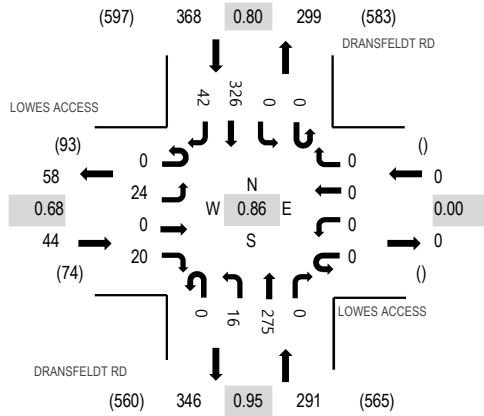 (597) 368 0.80 299 (583)
DRANSFELDT RD
42 326 0 0
LOWES ACCESS
(93)
0 0 ()
58 0
24 N 0
0.68 W 0.86 E 0.00
0 0
44 S 0
20 0
(74) ()
0 16 275 0
LOWES ACCESS
DRANSFELDT RD
(560) 346 0.95 291 (565)